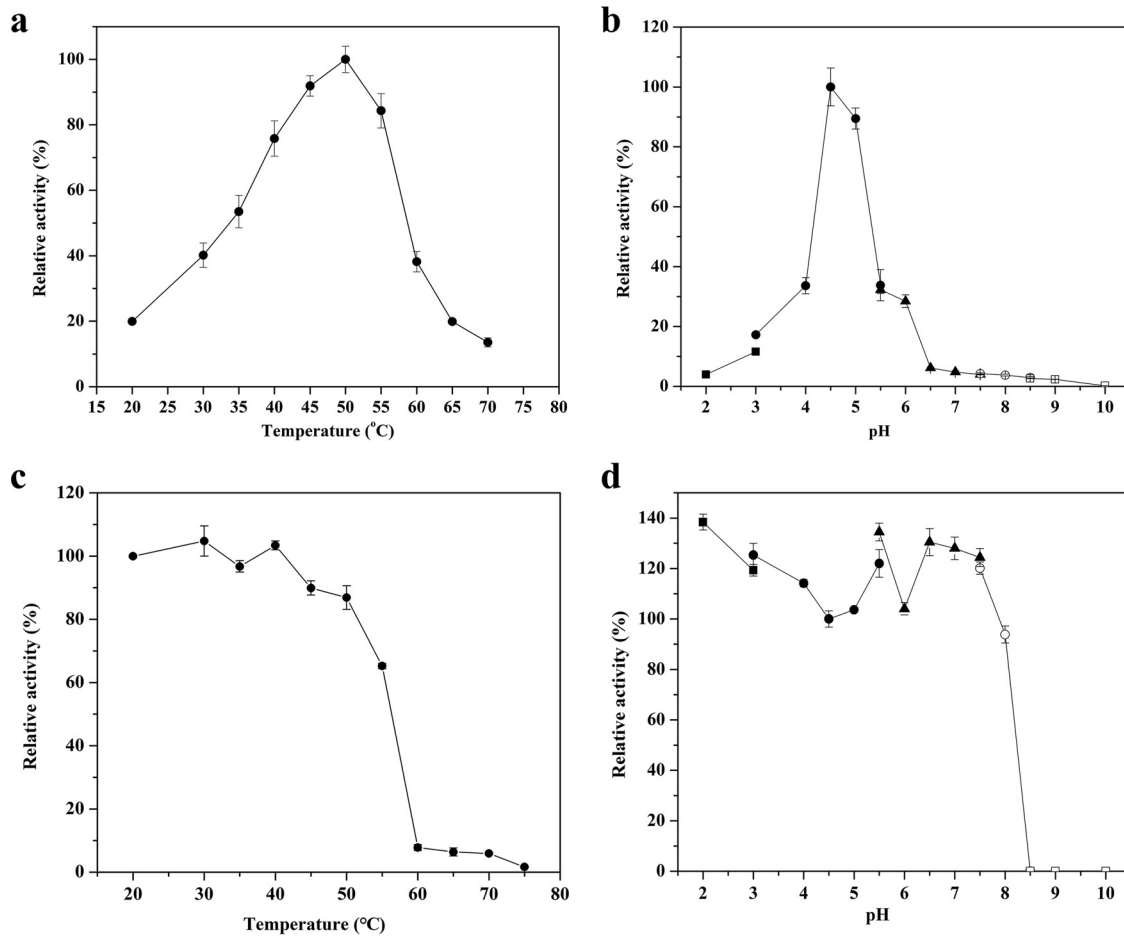 a
Relative activity (%)
100
80
60
40
20
0
15 20 25 30 35 40 45 50 55 60 65 70 75 80
Temperature (°C)
b
Relative activity (%)
120
100
80
60
40
20
0
2 3 4 5 6 7 8 9 10
pH
c
Relative activity (%)
120
100
80
60
40
20
0
20 30 40 50 60 70 80
Temperature (°C)
d
Relative activity (%)
140
120
100
80
60
40
20
0
2 3 4 5 6 7 8 9 10
pH